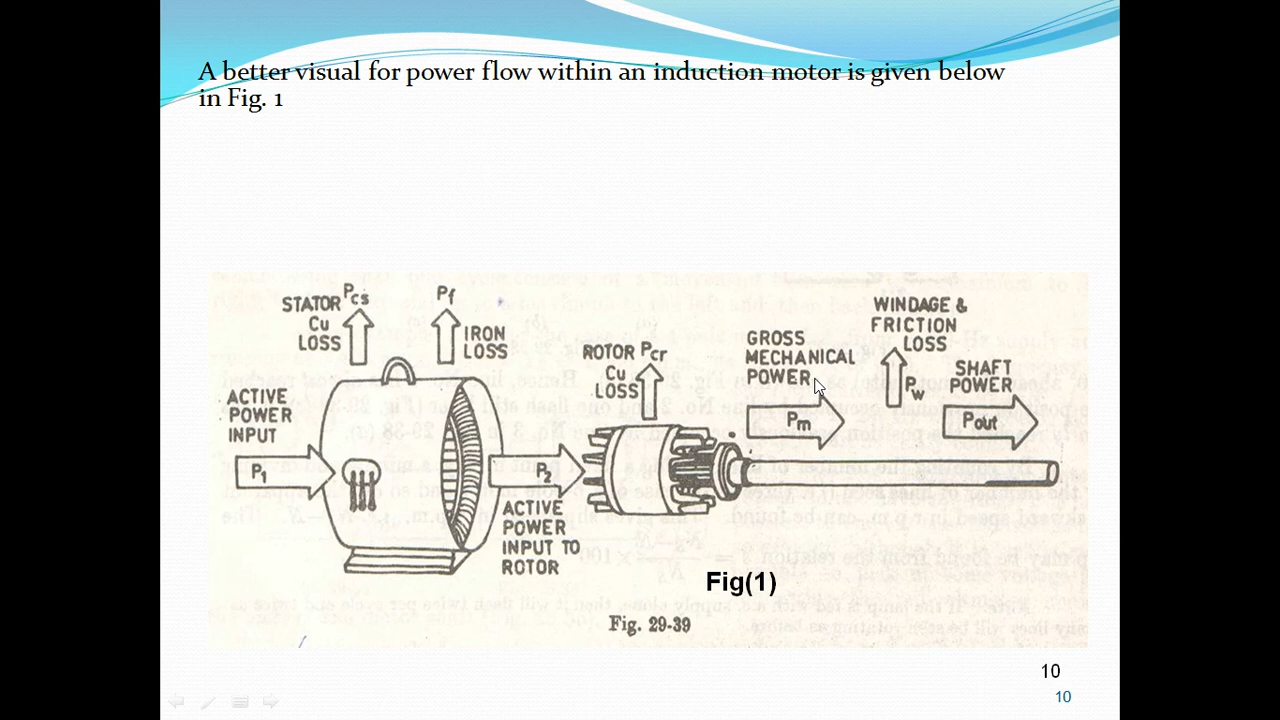 A better visual for power flow within an induction motor is given below
in Fig. 1
STATOR Pcs
Cu
LOSS
Pf
IRON
LOSS
ACTIVE
POWER
INPUT
P1
P2
ACTIVE
POWER
INPUT TO
ROTOR
ROTOR Pcr
Cu
LOSS
GROSS
MECHANICAL
POWER
Pm
WINDAGE &
FRICTION
LOSS
Pw
SHAFT
POWER
Pout
Fig(1)
Fig. 29-39
10
10